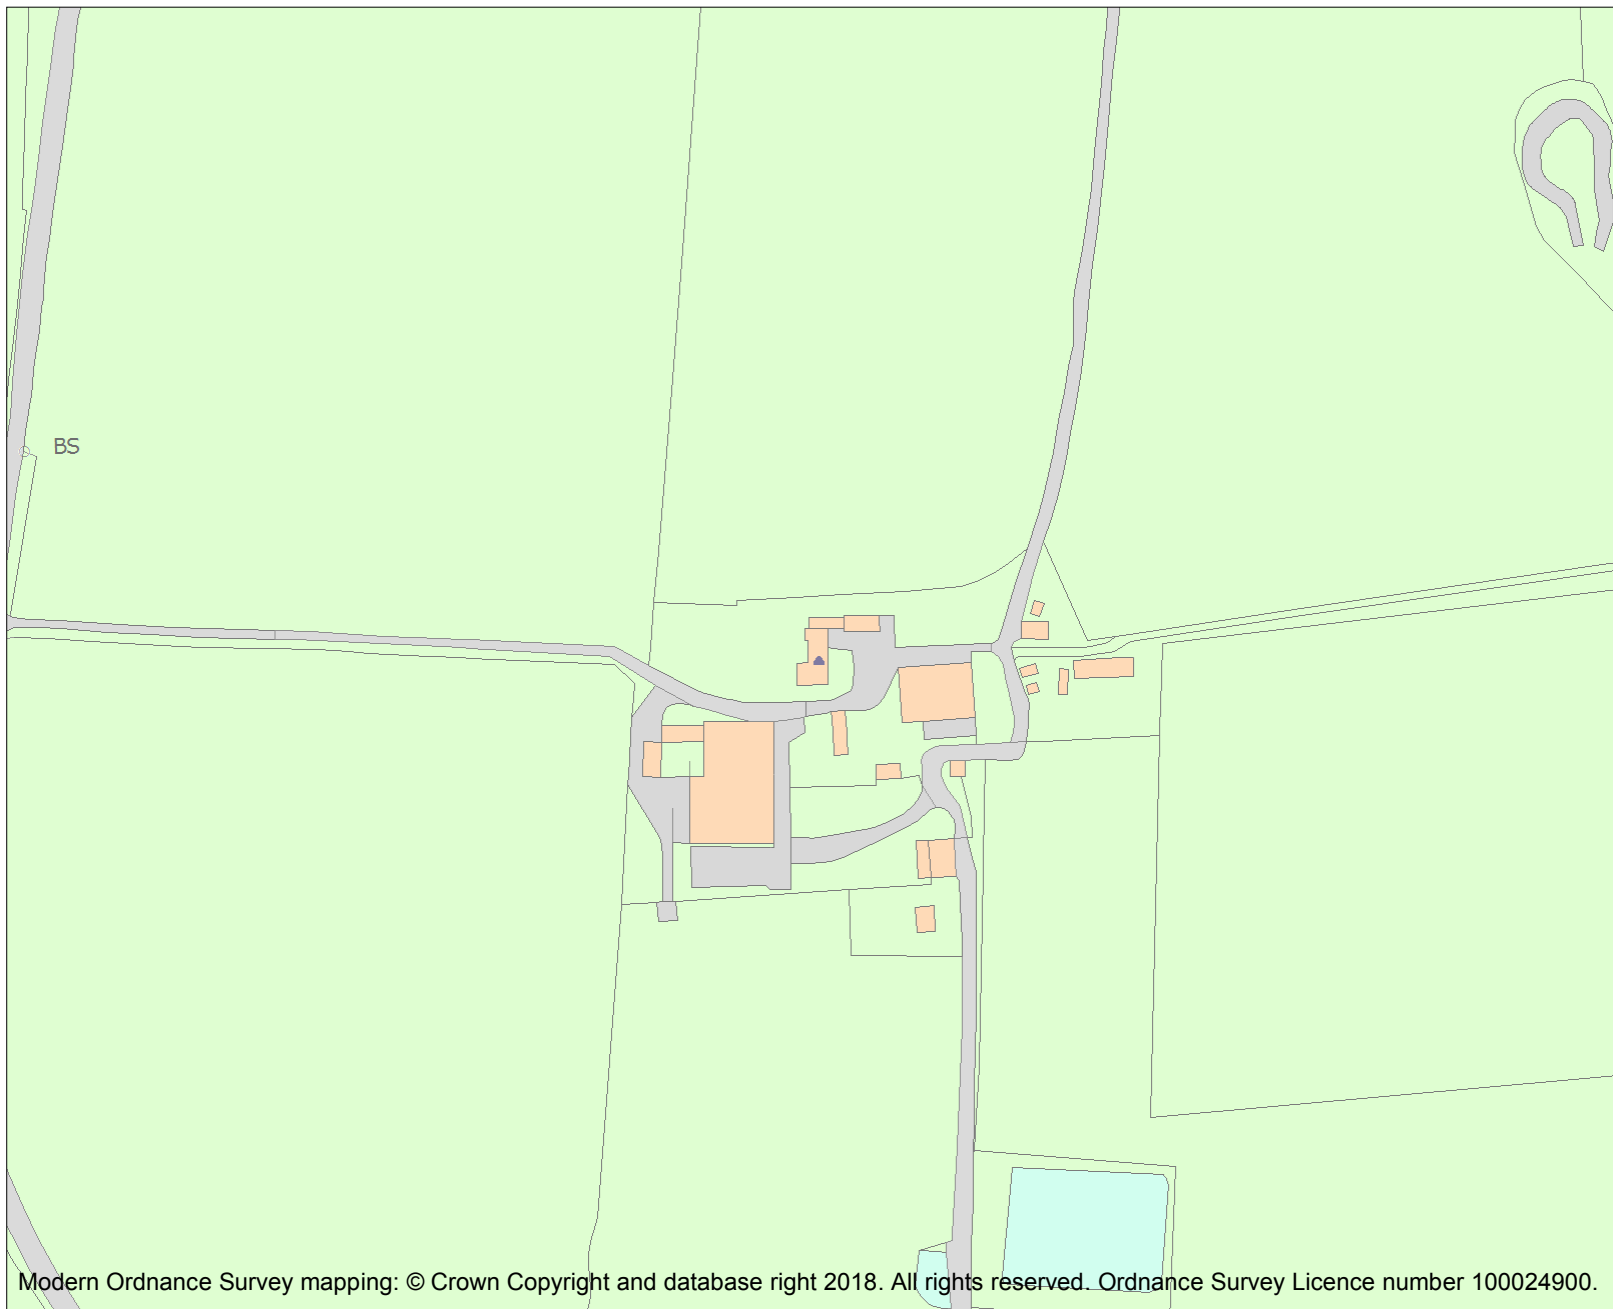 BS
Modern Ordnance Survey mapping: © Crown Copyright and database right 2018. All rights reserved. Ordnance Survey Licence number 100024900.